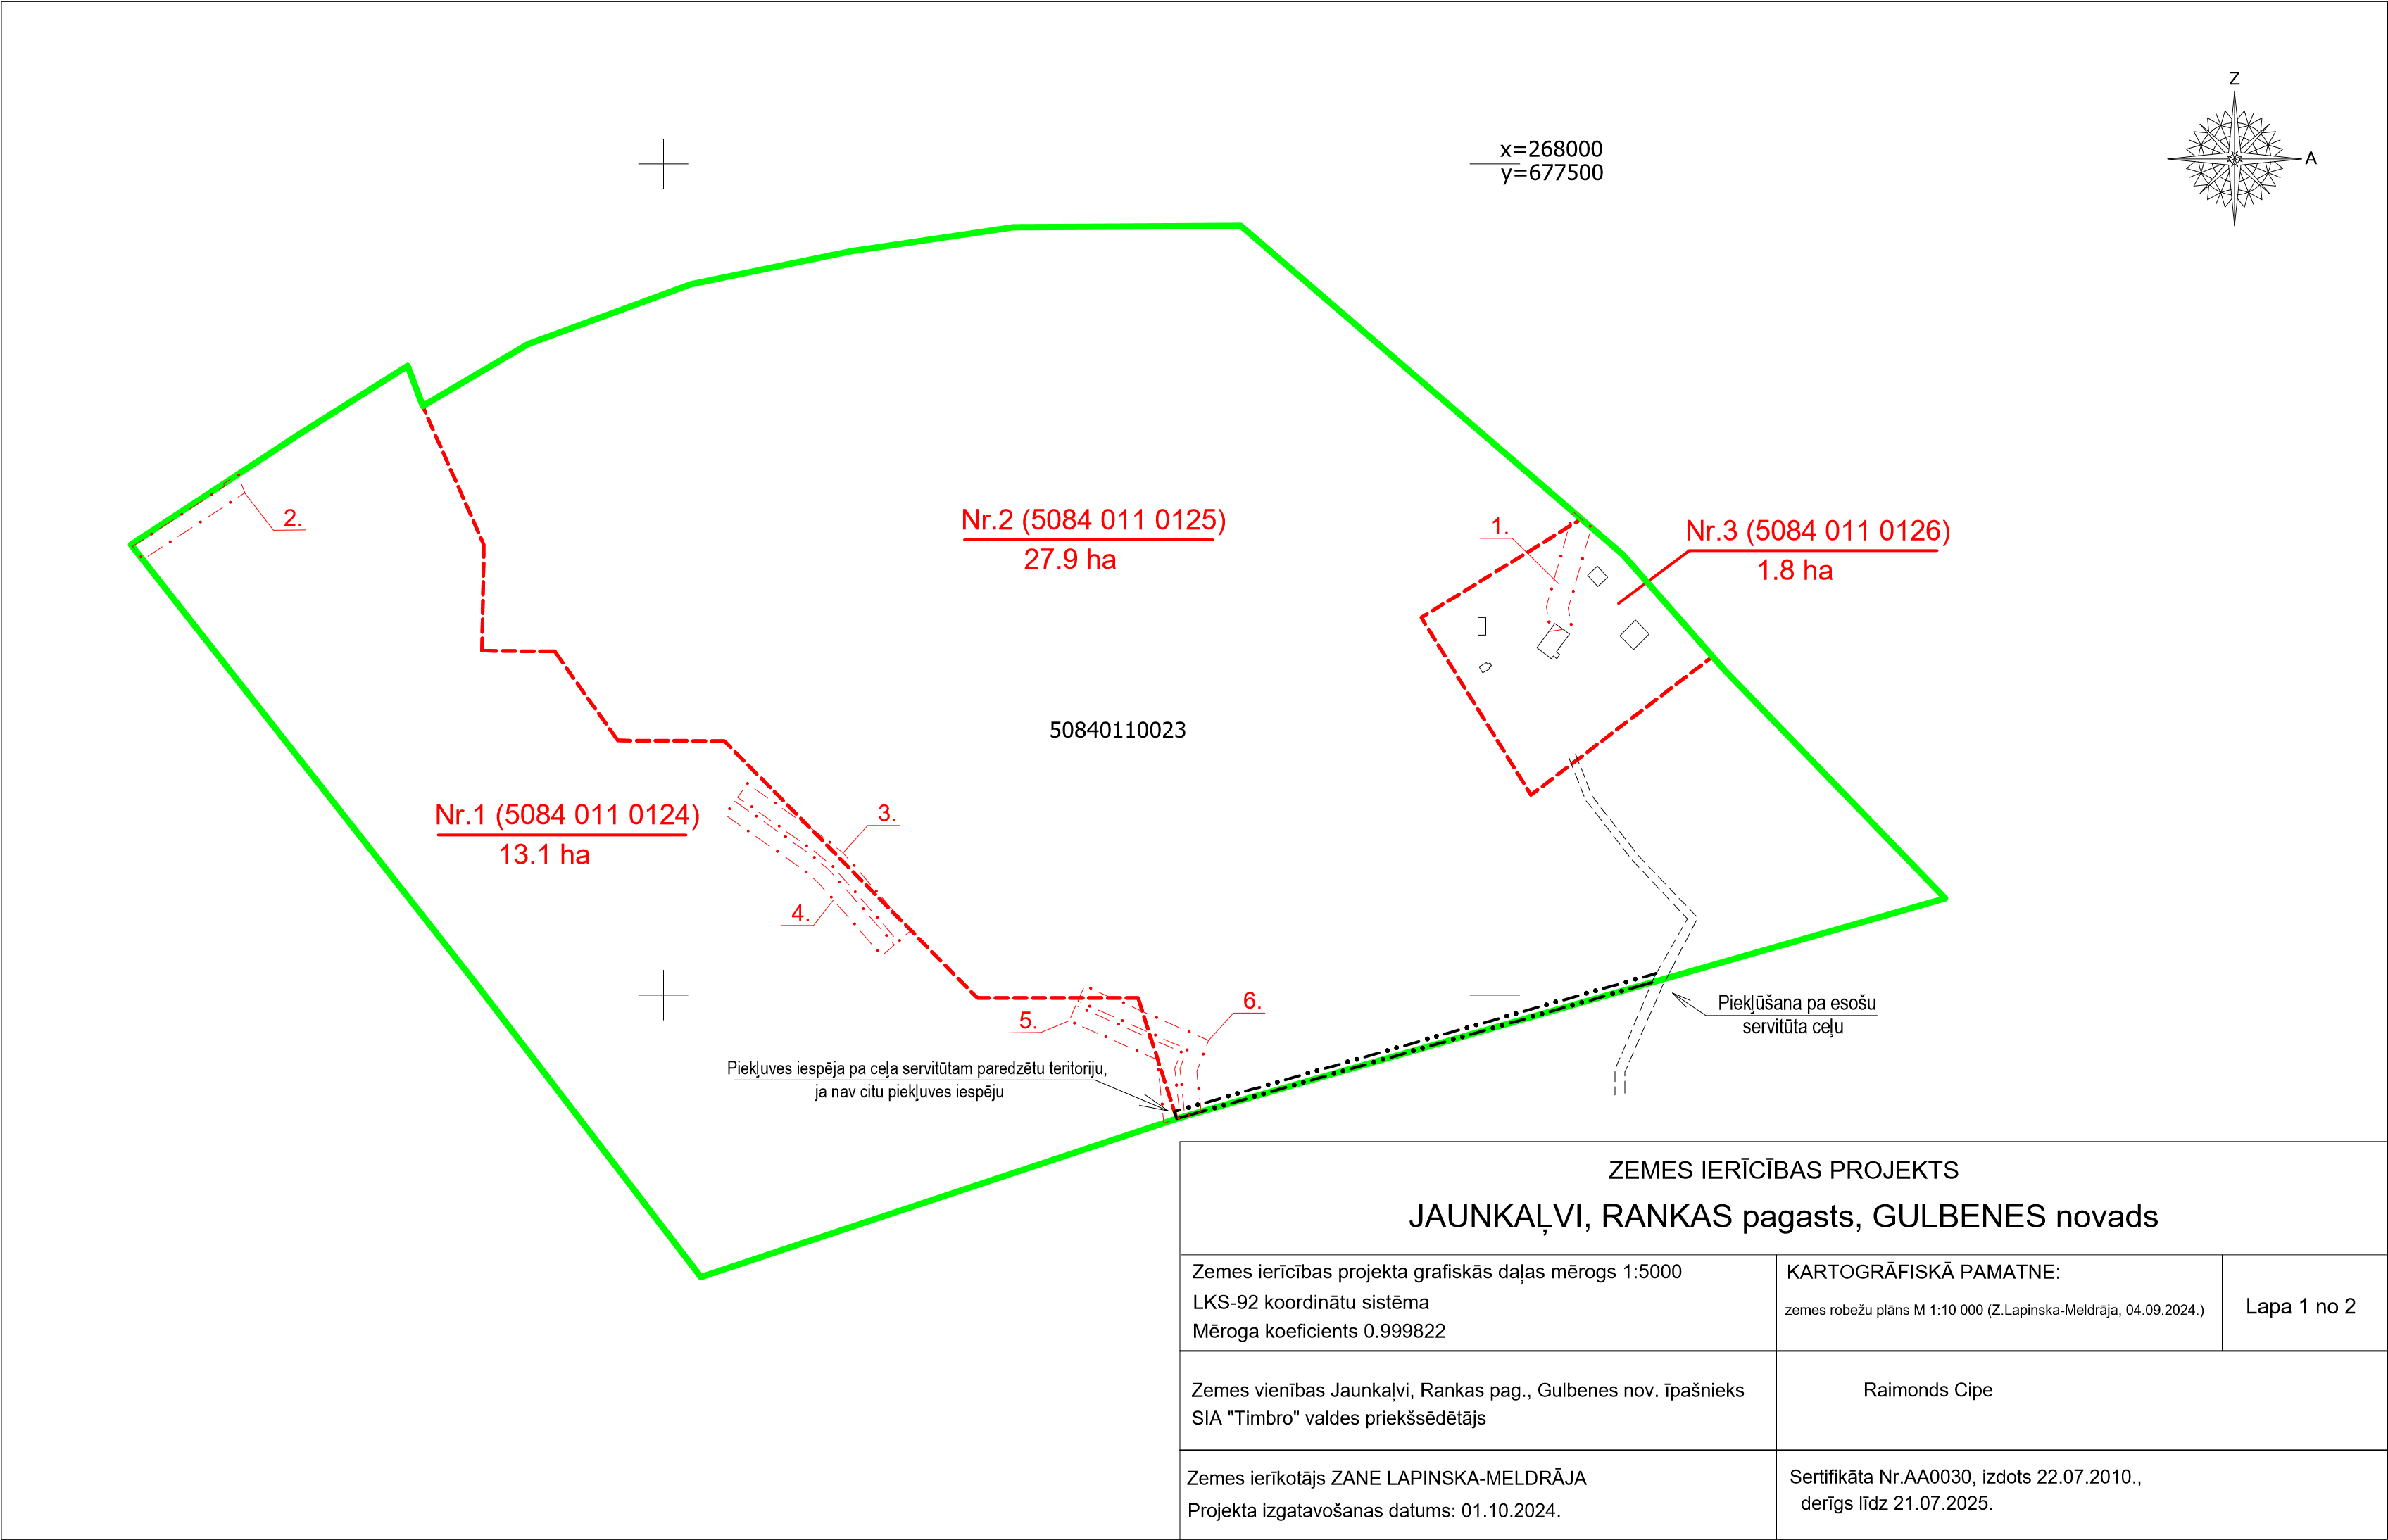 Z
A
x=268000
y=677500
Nr.2 (5084 011 0125)
27.9 ha
1.
Nr.3 (5084 011 0126)
1.8 ha
2.
50840110023
Nr.1 (5084 011 0124)
13.1 ha
3.
4.
5.
6.
Piekļūšana pa esošu
servitūta ceļu
Piekļuves iespēja pa ceļa servitūtam paredzētu teritoriju,
ja nav citu piekļuves iespēju
ZEMES IERĪCĪBAS PROJEKTS
JAUNKAĻVI, RANKAS pagasts, GULBENES novads
Zemes ierīcības projekta grafiskās daļas mērogs 1:5000
LKS-92 koordinātu sistēma
Mēroga koeficients 0.999822
KARTOGRĀFISKĀ PAMATNE:
zemes robežu plāns M 1:10 000 (Z.Lapinska-Meldrāja, 04.09.2024.)
Lapa 1 no 2
Zemes vienības Jaunkaļvi, Rankas pag., Gulbenes nov. īpašnieks
SIA "Timbro" valdes priekšsēdētājs
Raimonds Cipe
Zemes ierīkotājs ZANE LAPINSKA-MELDRĀJA
Projekta izgatavošanas datums: 01.10.2024.
Sertifikāta Nr.AA0030, izdots 22.07.2010.,
derīgs līdz 21.07.2025.